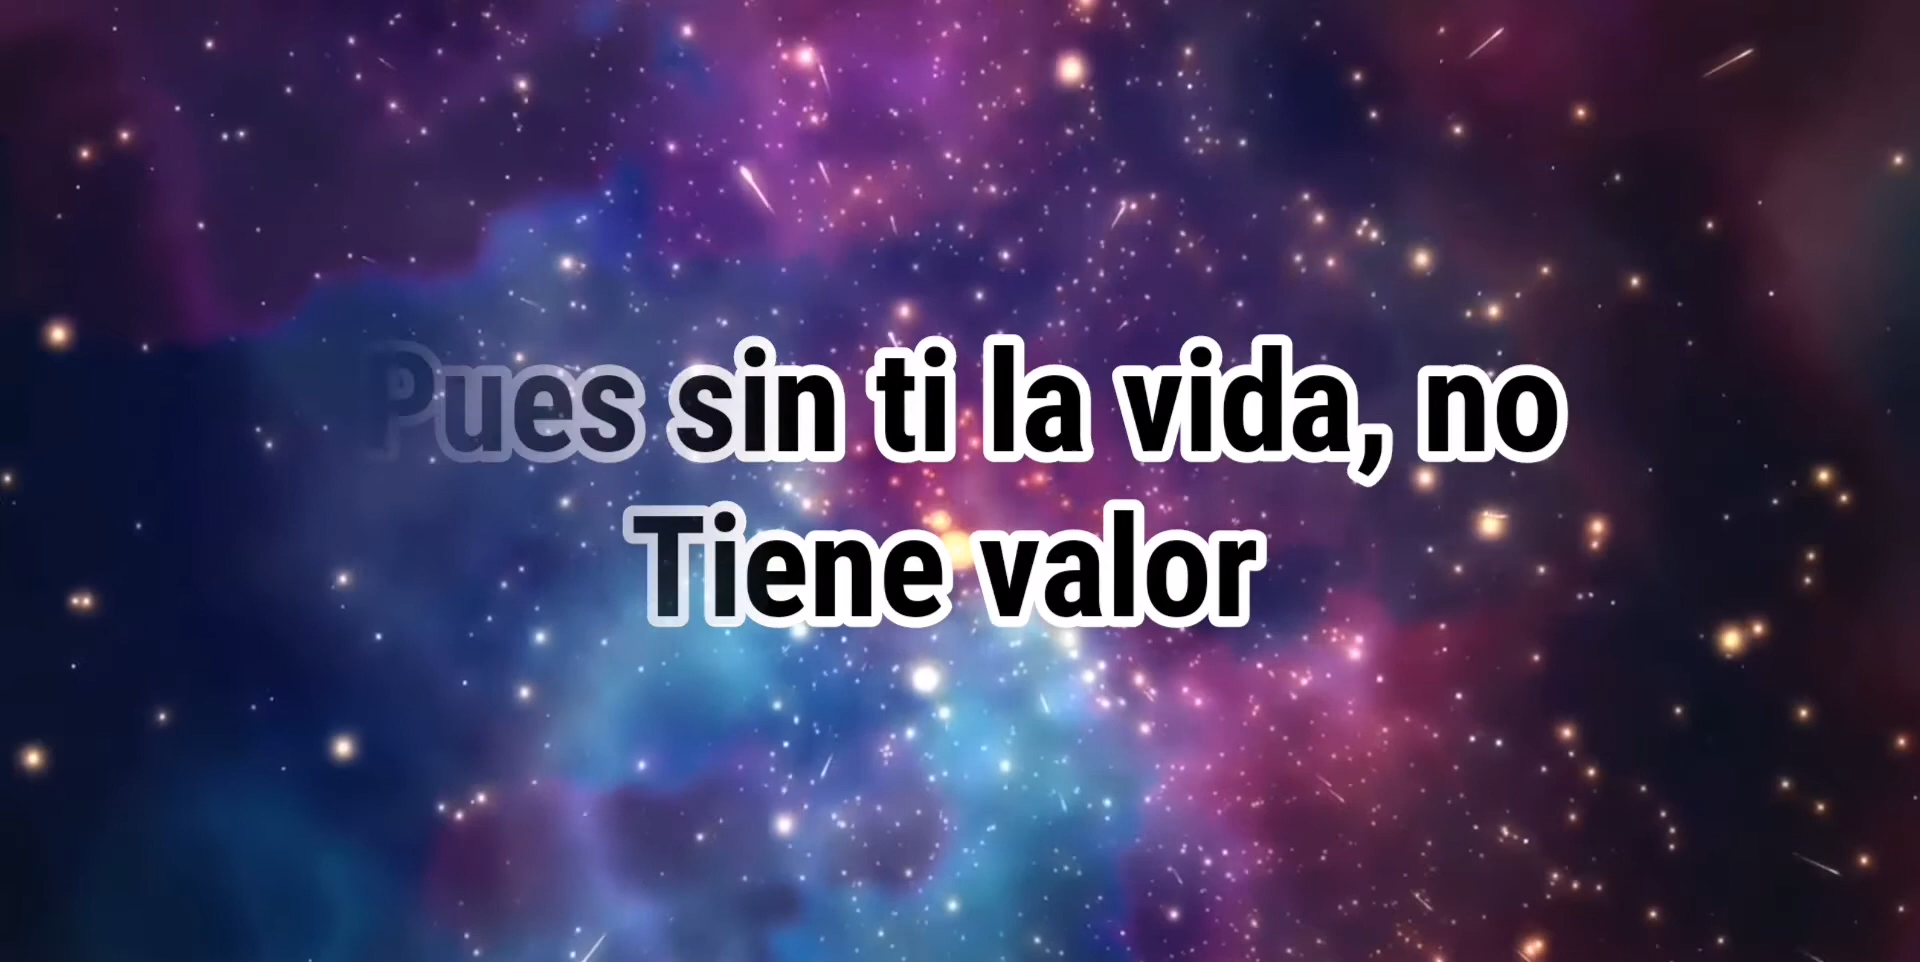 Pues sin ti la vida, no
Tiene valor